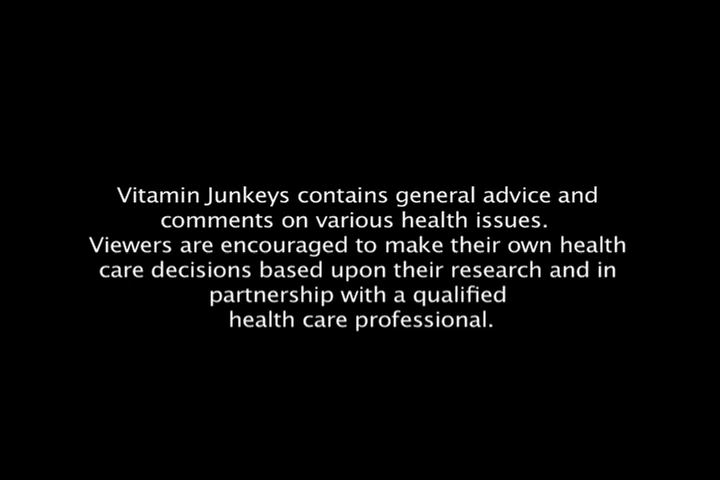 Vitamin Junkeys contains general advice and
comments on various health issues.
Viewers are encouraged to make their own health
care decisions based upon their research and in
partnership with a qualified
health care professional.